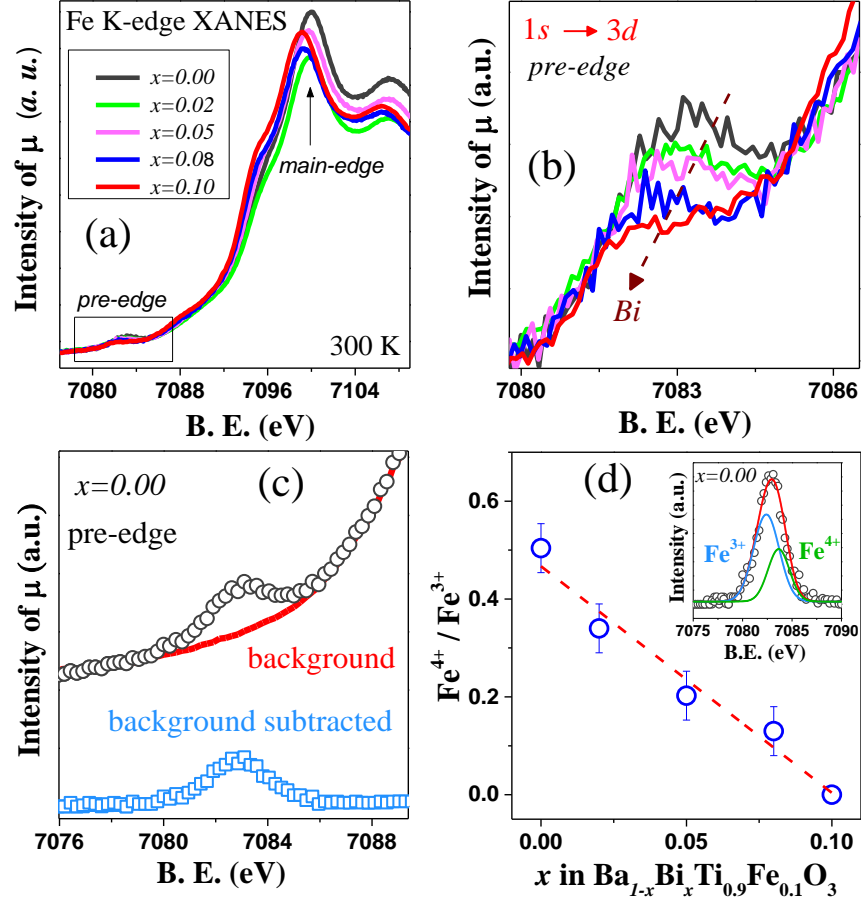 Fe K-edge XANES
x=0.00
x=0.02
x=0.05
x=0.08
x=0.10
main-edge
(a)
pre-edge
300 K
7080 7088 7096 7104
B. E. (eV)
Intensity of μ (a. u.)
1s → 3d
pre-edge
(b)
Bi
7080 7083 7086
B. E. (eV)
Intensity of μ (a.u.)
x=0.00
(c)
pre-edge
background
background subtracted
7076 7080 7084 7088
B. E. (eV)
Intensity of μ (a.u.)
(d)
0.6
0.4
0.2
0.0
0.00 0.05 0.10
x in Ba1-xBixTi0.9Fe0.1O3
Fe4+ / Fe3+
x=0.00
Fe3+
Fe4+
7075 7080 7085 7090
B.E. (eV)
Intensity (a.u.)